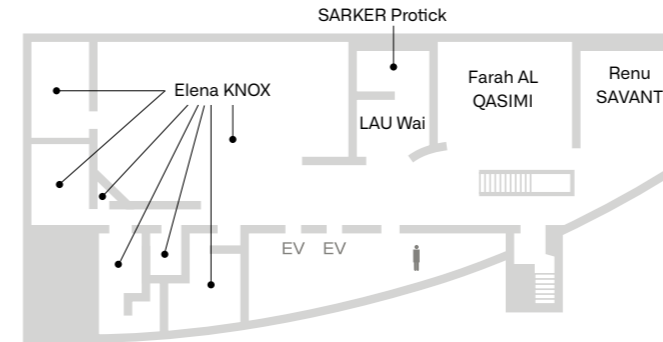 SARKER Protick
Elena KNOX
LAU Wai
Farah AL
QASIMI
Renu
SAVANT
EV
EV